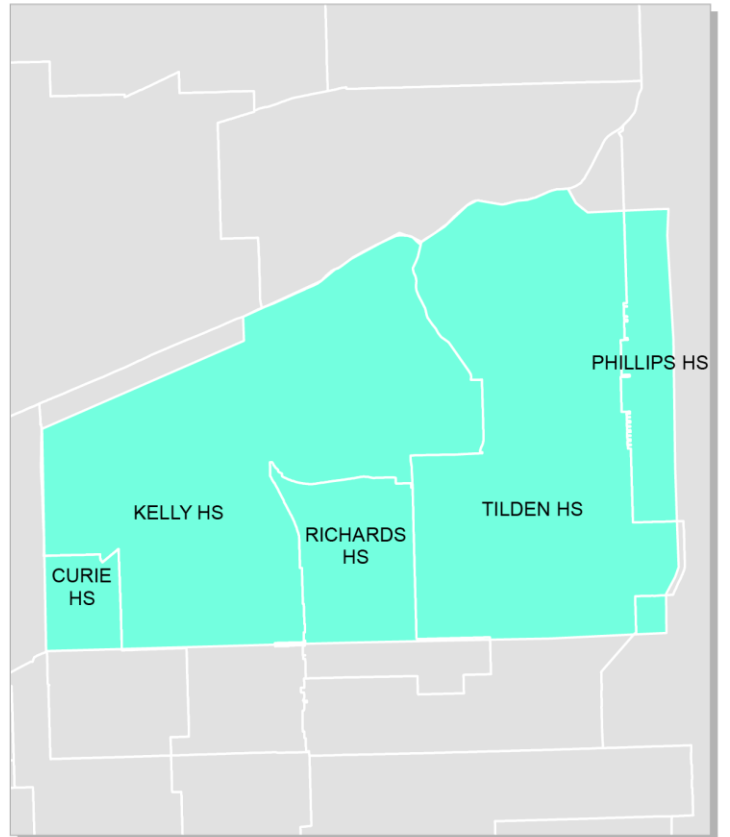 PHILLIPS HS
KELLY HS
TILDEN HS
RICHARDS
HS
CURIE
HS